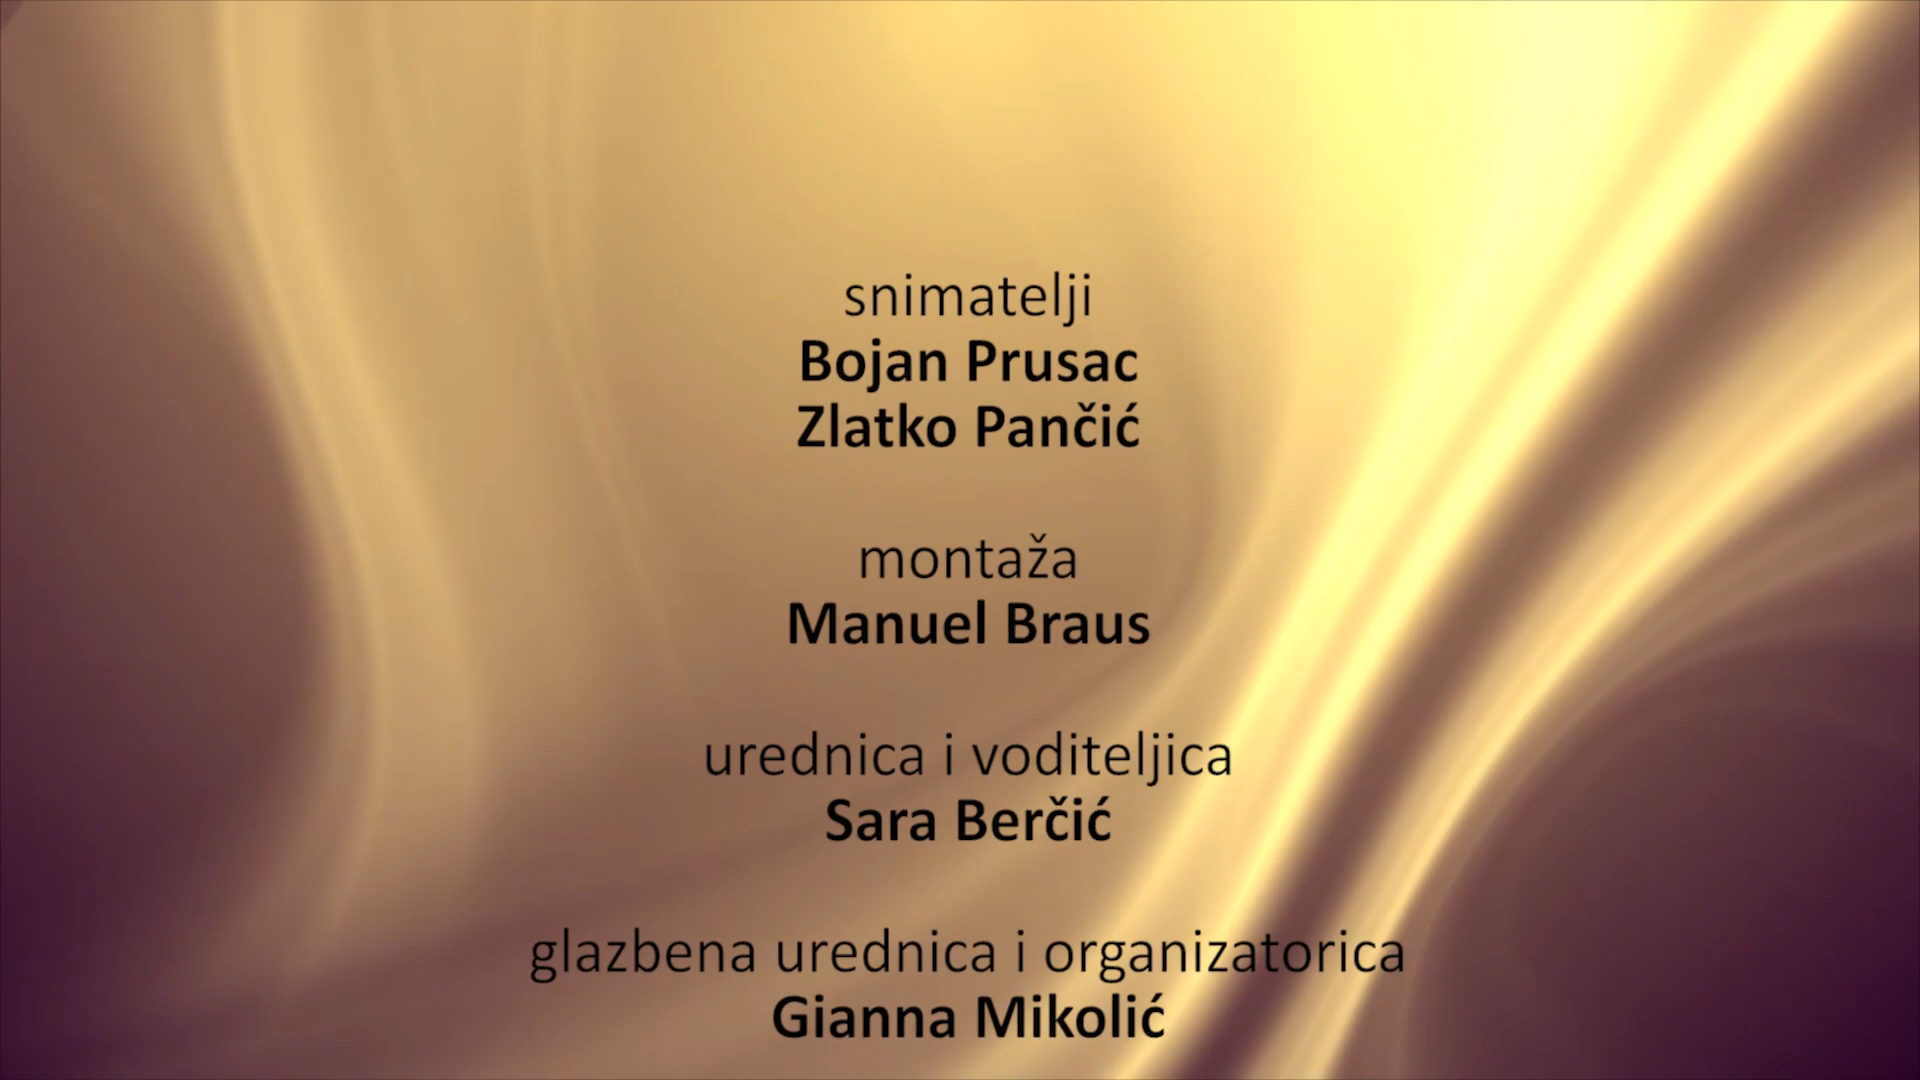 snimatelji
Bojan Prusac
Zlatko Pančić
montaža
Manuel Braus
urednica i voditeljica
Sara Berčić
glazbena urednica i organizatorica
Gianna Mikolić